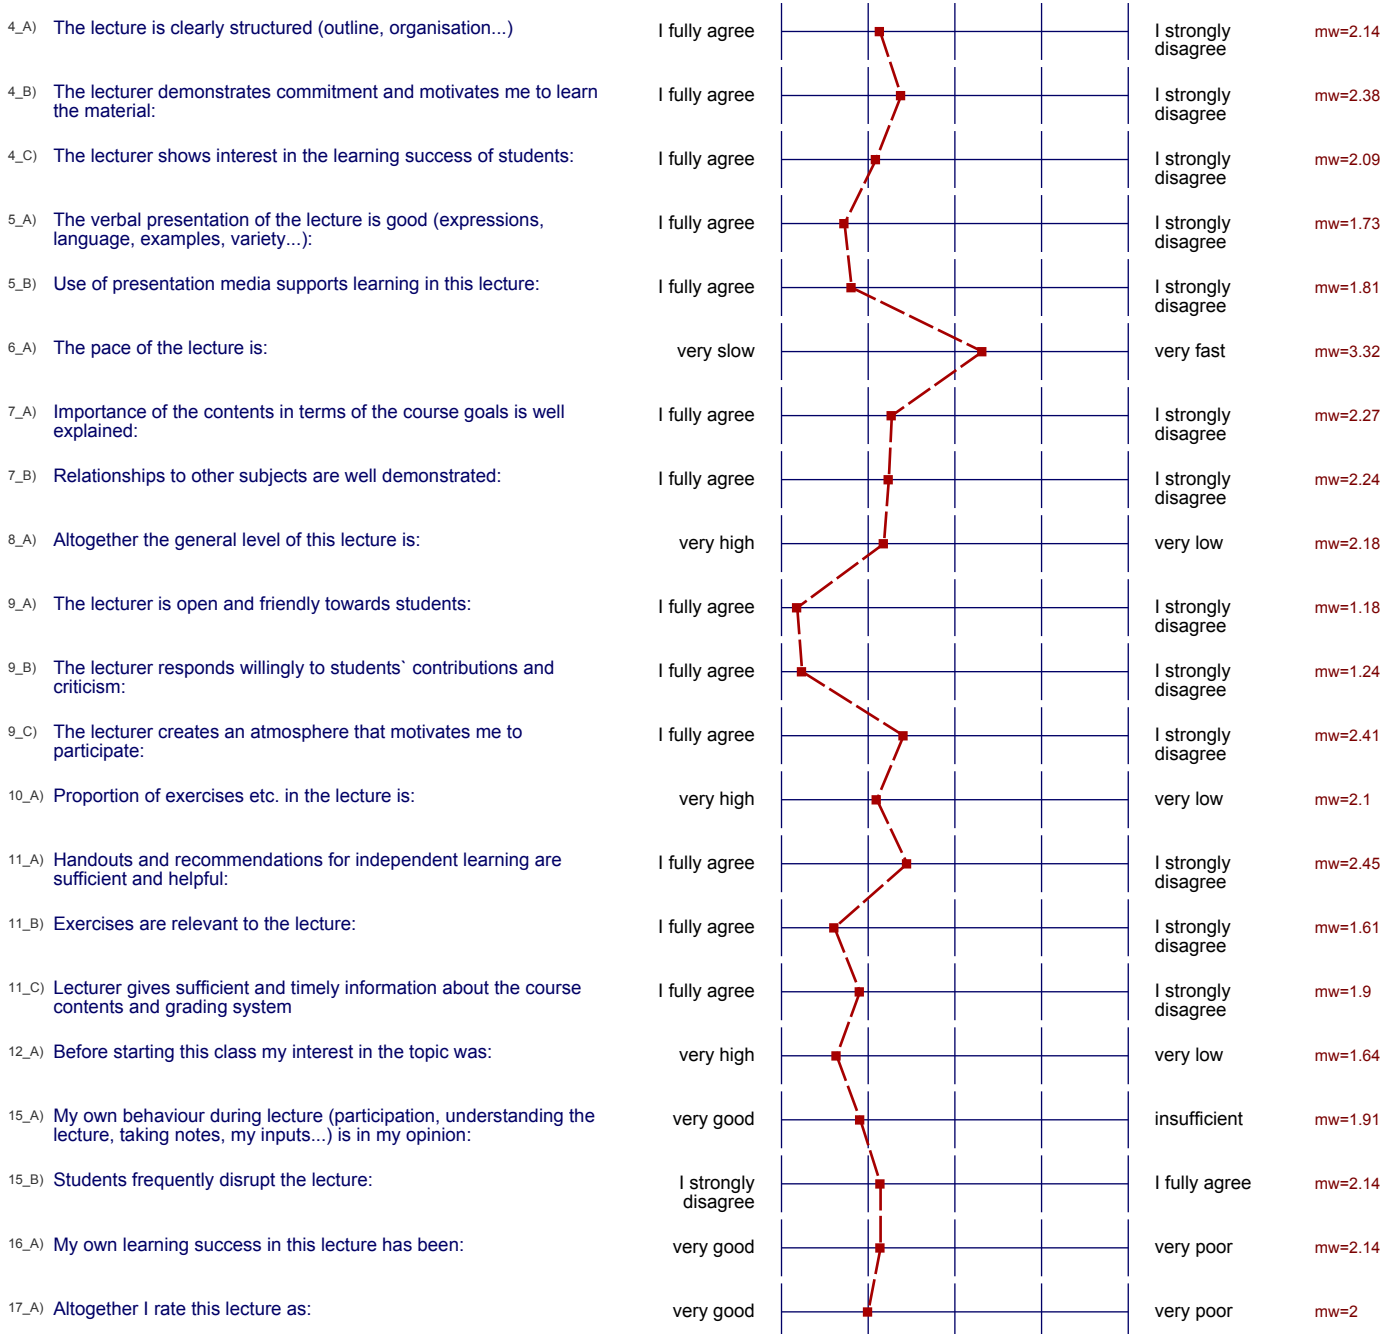 4_A) The lecture is clearly structured (outline, organisation...) I fully agree I strongly mw=2.14
disagree
4_B) The lecturer demonstrates commitment and motivates me to learn I fully agree I strongly mw=2.38
the material: disagree
4_C) The lecturer shows interest in the learning success of students: I fully agree I strongly mw=2.09
disagree
5_A) The verbal presentation of the lecture is good (expressions, I fully agree I strongly mw=1.73
language, examples, variety...): disagree
5_B) Use of presentation media supports learning in this lecture: I fully agree I strongly mw=1.81
disagree
6_A) The pace of the lecture is: very slow very fast mw=3.32
7_A) Importance of the contents in terms of the course goals is well I fully agree I strongly mw=2.27
explained: disagree
7_B) Relationships to other subjects are well demonstrated: I fully agree I strongly mw=2.24
disagree
8_A) Altogether the general level of this lecture is: very high very low mw=2.18
9_A) The lecturer is open and friendly towards students: I fully agree I strongly mw=1.18
disagree
9_B) The lecturer responds willingly to students` contributions and I fully agree I strongly mw=1.24
criticism: disagree
9_C) The lecturer creates an atmosphere that motivates me to I fully agree I strongly mw=2.41
participate: disagree
10_A) Proportion of exercises etc. in the lecture is: very high very low mw=2.1
11_A) Handouts and recommendations for independent learning are I fully agree I strongly mw=2.45
sufficient and helpful: disagree
11_B) Exercises are relevant to the lecture: I fully agree I strongly mw=1.61
disagree
11_C) Lecturer gives sufficient and timely information about the course I fully agree I strongly mw=1.9
contents and grading system disagree
12_A) Before starting this class my interest in the topic was: very high very low mw=1.64
15_A) My own behaviour during lecture (participation, understanding the very good insufficient mw=1.91
lecture, taking notes, my inputs...) is in my opinion:
15_B) Students frequently disrupt the lecture: I strongly I fully agree mw=2.14
disagree
16_A) My own learning success in this lecture has been: very good very poor mw=2.14
17_A) Altogether I rate this lecture as: very good very poor mw=2